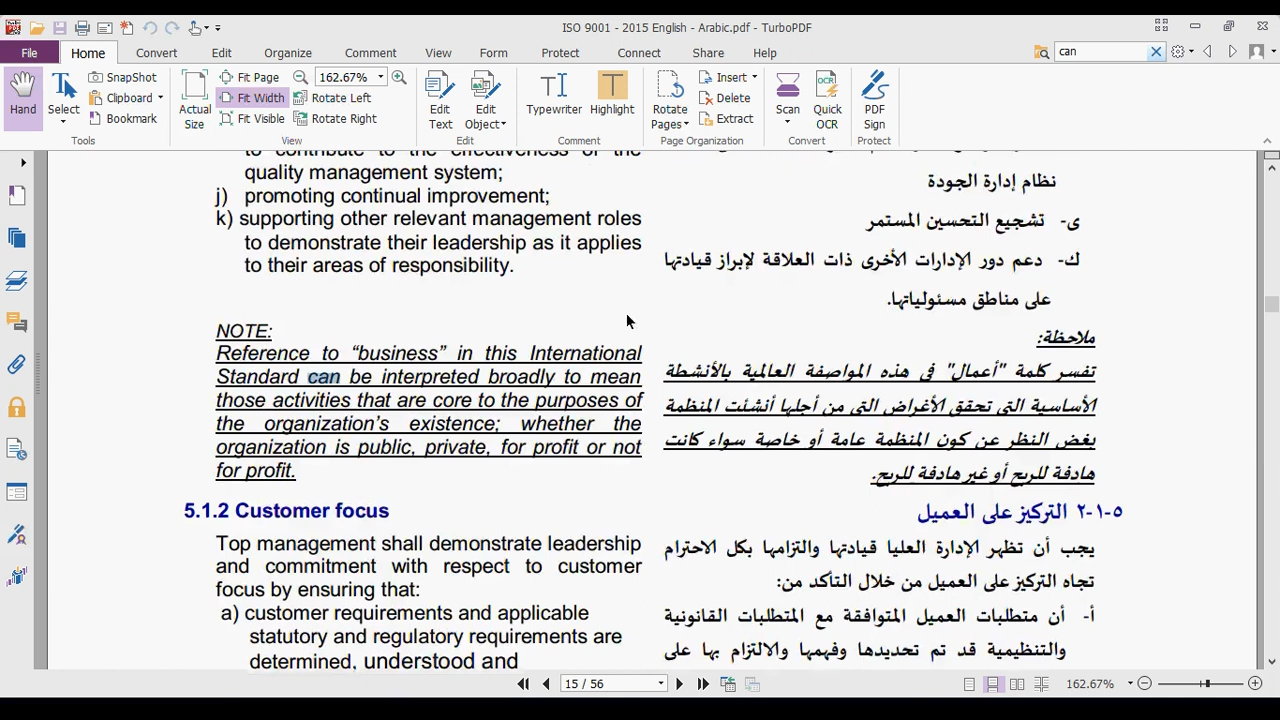 ISO 9001 - 2015 English - Arabic.pdf - TurboPDF
File Home Convert Edit Organize Comment View Form Protect Connect Share Help
can
Hand
Select
SnapShot
Clipboard
Bookmark
Tools
Actual Size
Fit Page
Fit Width
Fit Visible
162.67%
Rotate Left
Rotate Right
View
Edit Text
Edit Object
Edit
Typewriter
Highlight
Comment
Rotate Pages
Insert
Delete
Extract
Page Organization
Scan
Quick OCR
Convert
PDF Sign
Protect
to contribute to the effectiveness of the
quality management system;
j) promoting continual improvement;
k) supporting other relevant management roles
to demonstrate their leadership as it applies
to their areas of responsibility.
NOTE:
Reference to “business” in this International
Standard can be interpreted broadly to mean
those activities that are core to the purposes of
the organization’s existence; whether the
organization is public, private, for profit or not
for profit.
5.1.2 Customer focus
Top management shall demonstrate leadership
and commitment with respect to customer
focus by ensuring that:
a) customer requirements and applicable
statutory and regulatory requirements are
determined, understood and
نظام إدارة الجودة
ى- تشجيع التحسين المستمر
ك- دعم دور الإدارات الأخرى ذات العلاقة لإبراز قيادتها
على مناطق مسئولياتها.
ملاحظة:
تفسر كلمة "أعمال" فى هذه المواصفة العالمية بالأنشطة
الأساسية التى تحقق الأغراض التى من أجلها أنشئت المنظمة
بغض النظر عن كون المنظمة عامة أو خاصة سواء كانت
هادفة للربح أو غير هادفة للربح.
٥-١-٢ التركيز على العميل
يجب أن تظهر الإدارة العليا قيادتها والتزامها بكل الاحترام
تجاه التركيز على العميل من خلال التأكد من:
أ- أن متطلبات العميل المتوافقة مع المتطلبات القانونية
والتنظيمية قد تم تحديدها وفهمها والالتزام بها على
15 / 56
162.67%